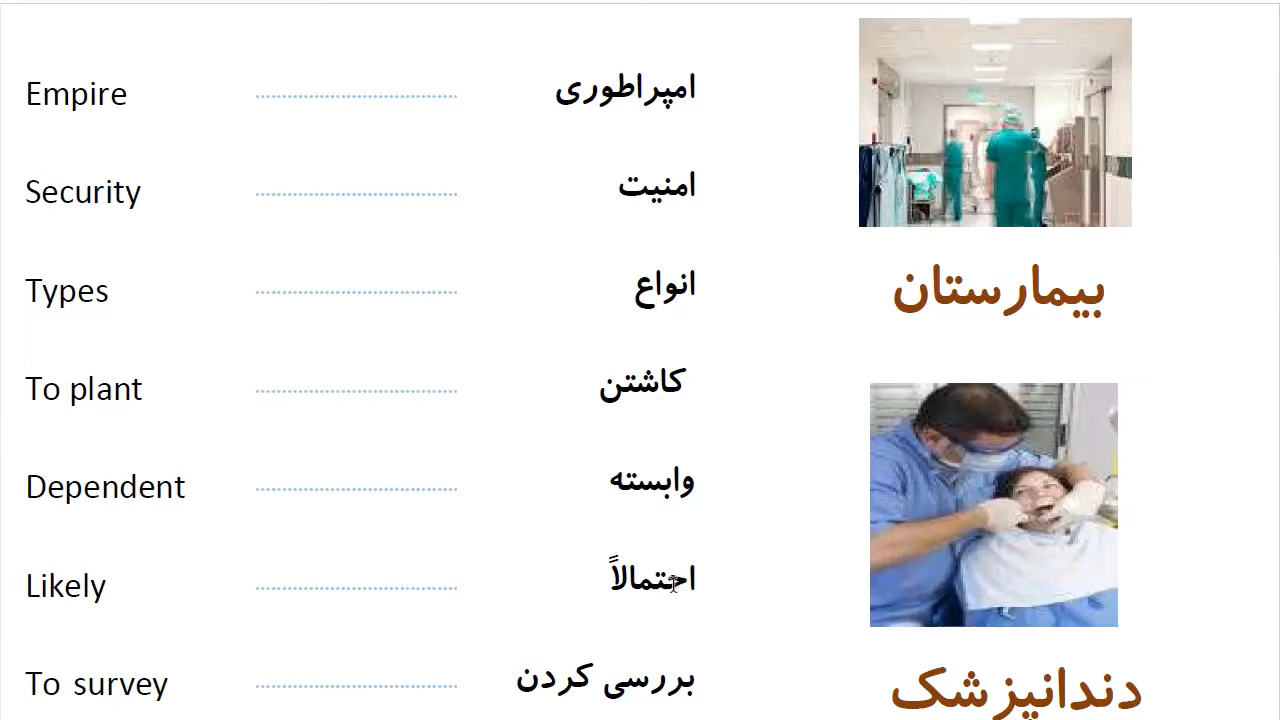 Empire امپراطوری
Security امنیت
Types انواع
To plant کاشتن
Dependent وابسته
Likely احتمالاً
To survey بررسی کردن
بیمارستان
دندانپزشک